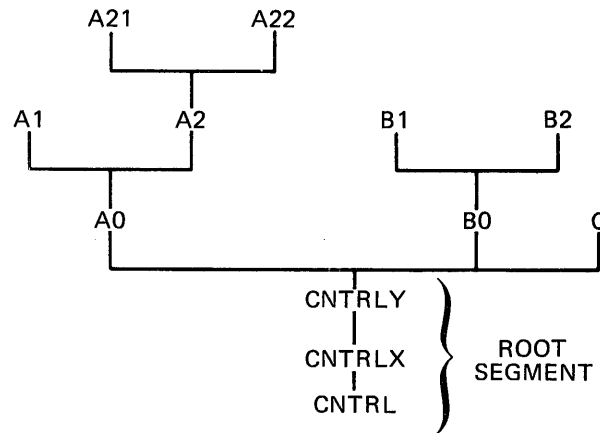 A21 A22
A1 A2 B1 B2
A0 B0
CNTRLY
CNTRLX
CNTRL
ROOT
SEGMENT